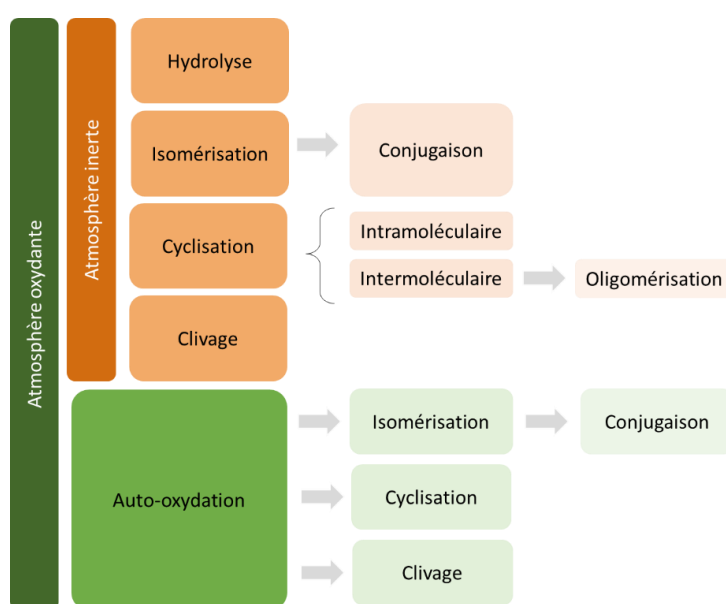 Atmosphère oxydante
Atmosphère inerte
Hydrolyse
Isomérisation
Conjugaison
Cyclisation
Intramoléculaire
Intermoléculaire
Oligomérisation
Clivage
Auto-oxydation
Isomérisation
Conjugaison
Cyclisation
Clivage